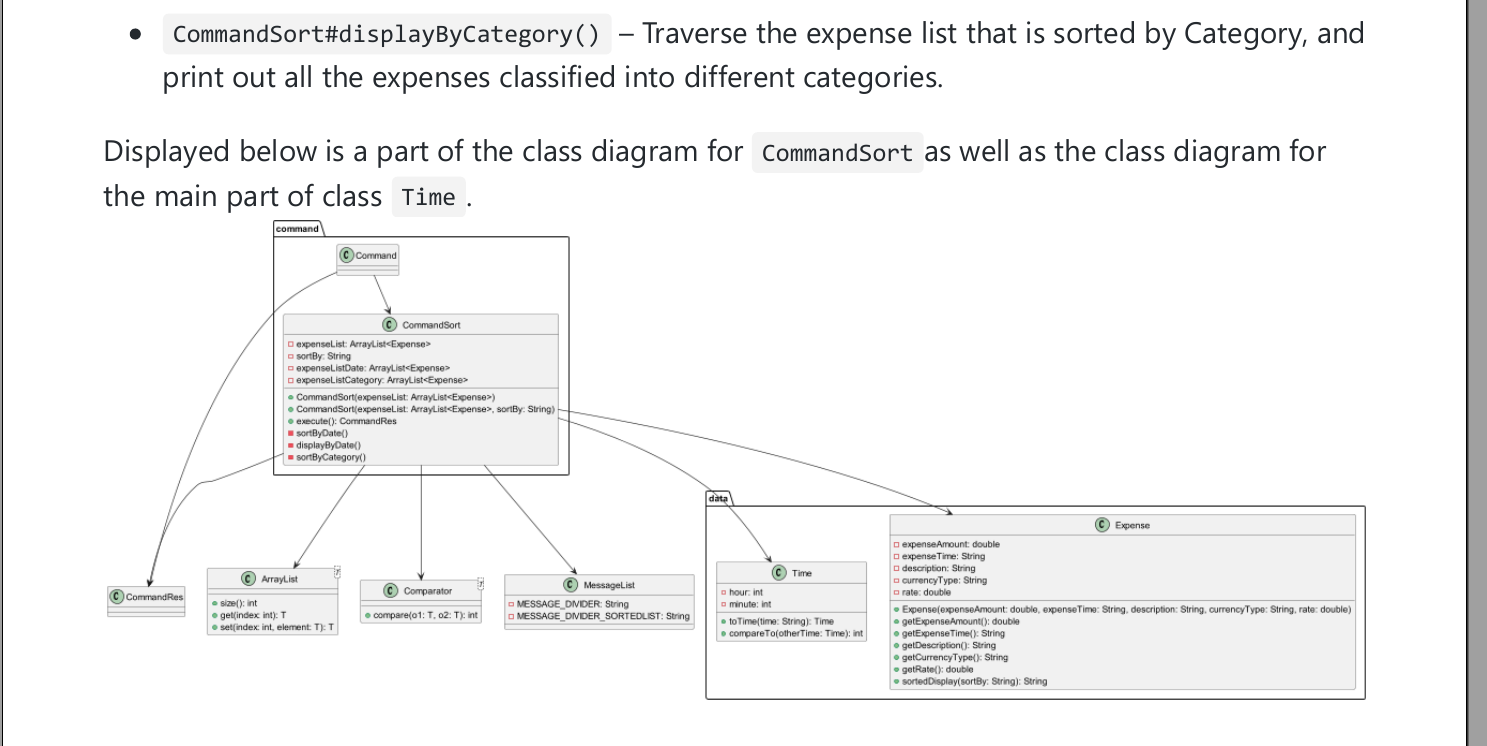 CommandSort#displayByCategory() – Traverse the expense list that is sorted by Category, and
print out all the expenses classified into different categories.
Displayed below is a part of the class diagram for CommandSort as well as the class diagram for
the main part of class Time .
command
C Command
C CommandSort
expenseList: ArrayList<Expense>
sortBy: String
expenseListDate: ArrayList<Expense>
expenseListCategory: ArrayList<Expense>
CommandSort(expenseList: ArrayList<Expense>)
CommandSort(expenseList: ArrayList<Expense>, sortBy: String)
execute(): CommandRes
sortByDate()
displayByDate()
sortByCategory()
C CommandRes
C ArrayList
size(): int
get(index: int): T
set(index: int, element: T): T
C Comparator
compare(o1: T, o2: T): int
C MessageList
MESSAGE_DIVIDER: String
MESSAGE_DIVIDER_SORTEDLIST: String
data
C Time
hour: int
minute: int
toTime(time: String): Time
compareTo(otherTime: Time): int
C Expense
expenseAmount: double
expenseTime: String
description: String
currencyType: String
rate: double
Expense(expenseAmount: double, expenseTime: String, description: String, currencyType: String, rate: double)
getExpenseAmount(): double
getExpenseTime(): String
getDescription(): String
getCurrencyType(): String
getRate(): double
sortedDisplay(sortBy: String): String